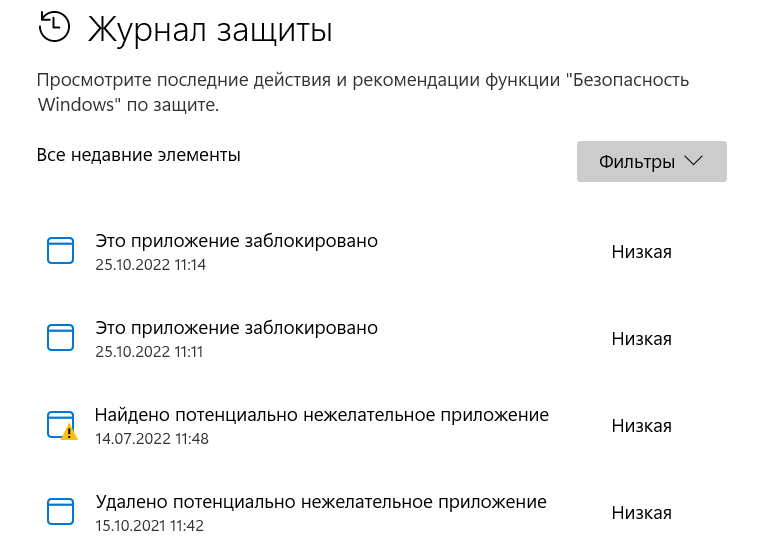 Журнал защиты
Просмотрите последние действия и рекомендации функции "Безопасность
Windows" по защите.
Все недавние элементы
Фильтры
Это приложение заблокировано
25.10.2022 11:14
Низкая
Это приложение заблокировано
25.10.2022 11:11
Низкая
Найдено потенциально нежелательное приложение
14.07.2022 11:48
Низкая
Удалено потенциально нежелательное приложение
15.10.2021 11:42
Низкая